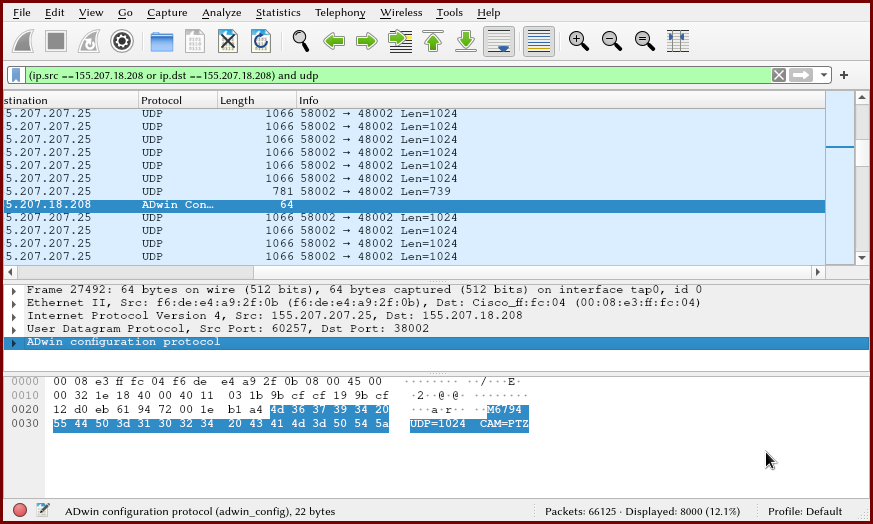 File Edit View Go Capture Analyze Statistics Telephony Wireless Tools Help
(ip.src ==155.207.18.208 or ip.dst ==155.207.18.208) and udp
stination Protocol Length Info
5.207.207.25 UDP 1066 58002 → 48002 Len=1024
5.207.207.25 UDP 1066 58002 → 48002 Len=1024
5.207.207.25 UDP 1066 58002 → 48002 Len=1024
5.207.207.25 UDP 1066 58002 → 48002 Len=1024
5.207.207.25 UDP 1066 58002 → 48002 Len=1024
5.207.207.25 UDP 1066 58002 → 48002 Len=1024
5.207.207.25 UDP 781 58002 → 48002 Len=739
5.207.18.208 ADwin Con… 64
5.207.207.25 UDP 1066 58002 → 48002 Len=1024
5.207.207.25 UDP 1066 58002 → 48002 Len=1024
5.207.207.25 UDP 1066 58002 → 48002 Len=1024
5.207.207.25 UDP 1066 58002 → 48002 Len=1024
Frame 27492: 64 bytes on wire (512 bits), 64 bytes captured (512 bits) on interface tap0, id 0
Ethernet II, Src: f6:de:e4:a9:2f:0b (f6:de:e4:a9:2f:0b), Dst: Cisco_ff:fc:04 (00:08:e3:ff:fc:04)
Internet Protocol Version 4, Src: 155.207.207.25, Dst: 155.207.18.208
User Datagram Protocol, Src Port: 60257, Dst Port: 38002
ADwin configuration protocol
0000 00 08 e3 ff fc 04 f6 de e4 a9 2f 0b 08 00 45 00 ········ ··/···E·
0010 00 32 1e 18 40 00 40 11 03 1b 9b cf cf 19 9b cf ·2··@·@· ········
0020 12 d0 eb 61 94 72 00 1e b1 a4 4d 36 37 39 34 20 ···a·r·· ··M6794
0030 55 44 50 3d 31 30 32 34 20 43 41 4d 3d 50 54 5a UDP=1024 CAM=PTZ
ADwin configuration protocol (adwin_config), 22 bytes Packets: 66125 · Displayed: 8000 (12.1%) Profile: Default